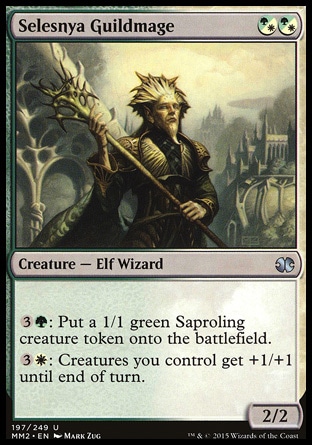 Selesnya Guildmage
Creature — Elf Wizard
3: Put a 1/1 green Saproling
creature token onto the battlefield.
3: Creatures you control get +1/+1
until end of turn.
2/2
197/249 U
MM2 • EN Mark Zug
™ & © 2015 Wizards of the Coast